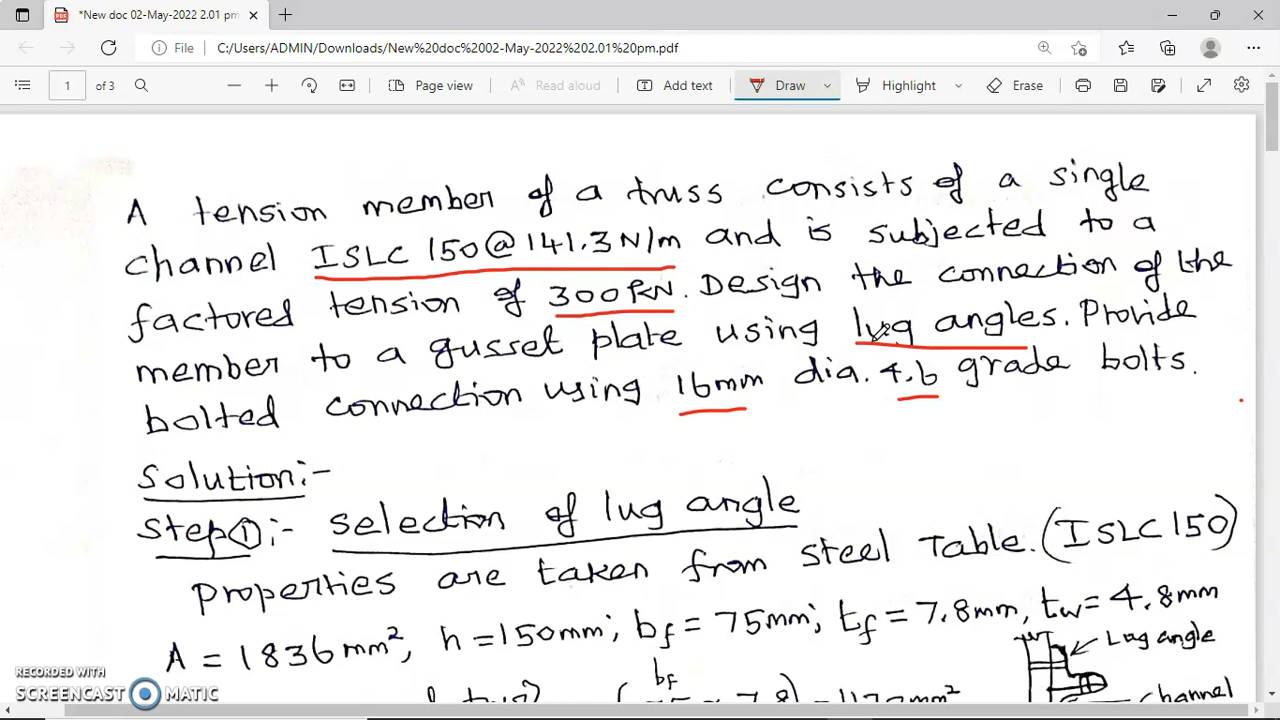 *New doc 02-May-2022 2.01 pm.p
File C:/Users/ADMIN/Downloads/New%20doc%2002-May-2022%202.01%20pm.pdf
1 of 3 Page view Read aloud Add text Draw Highlight Erase
A tension member of a truss consists of a single
channel ISLC 150@141.3N/m and is subjected to a
factored tension of 300KN. Design the connection of the
member to a gusset plate using lug angles. Provide
bolted connection using 16mm dia. 4.6 grade bolts.
Solution:-
Step①:- Selection of lug angle
Properties are taken from steel Table. (ISLC 150)
A = 1836mm², h=150mm; bf = 75mm; tf = 7.8mm, tw= 4.8mm
Lug angle
bf
channel
RECORDED WITH
SCREENCAST MATIC